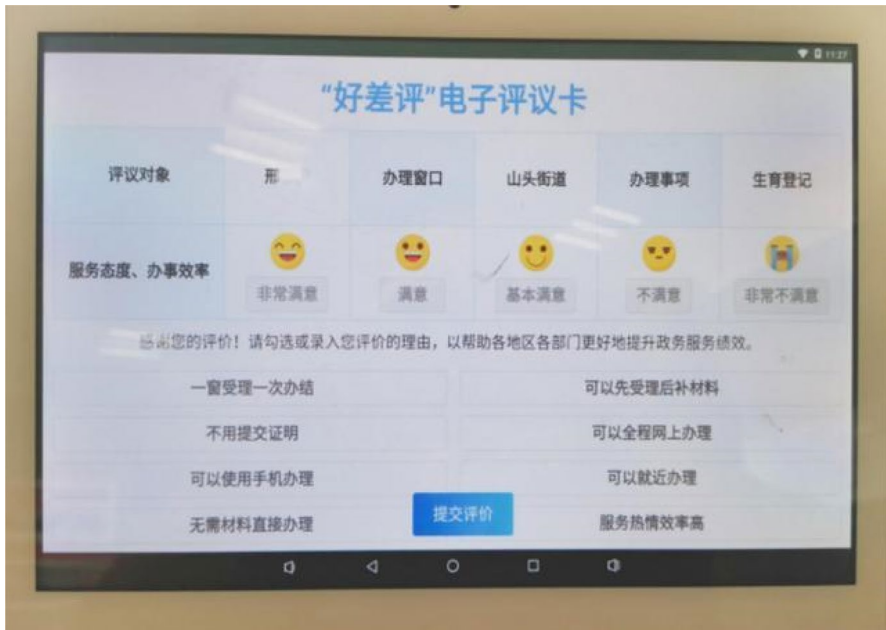 11:27
“好差评”电子评议卡
评议对象 形 办理窗口 山头街道 办理事项 生育登记
服务态度、办事效率
非常满意 满意 基本满意 不满意 非常不满意
感谢您的评价！请勾选或录入您评价的理由，以帮助各地区各部门更好地提升政务服务绩效。
一窗受理一次办结 可以先受理后补材料
不用提交证明 可以全程网上办理
可以使用手机办理 可以就近办理
无需材料直接办理 服务热情效率高
提交评价